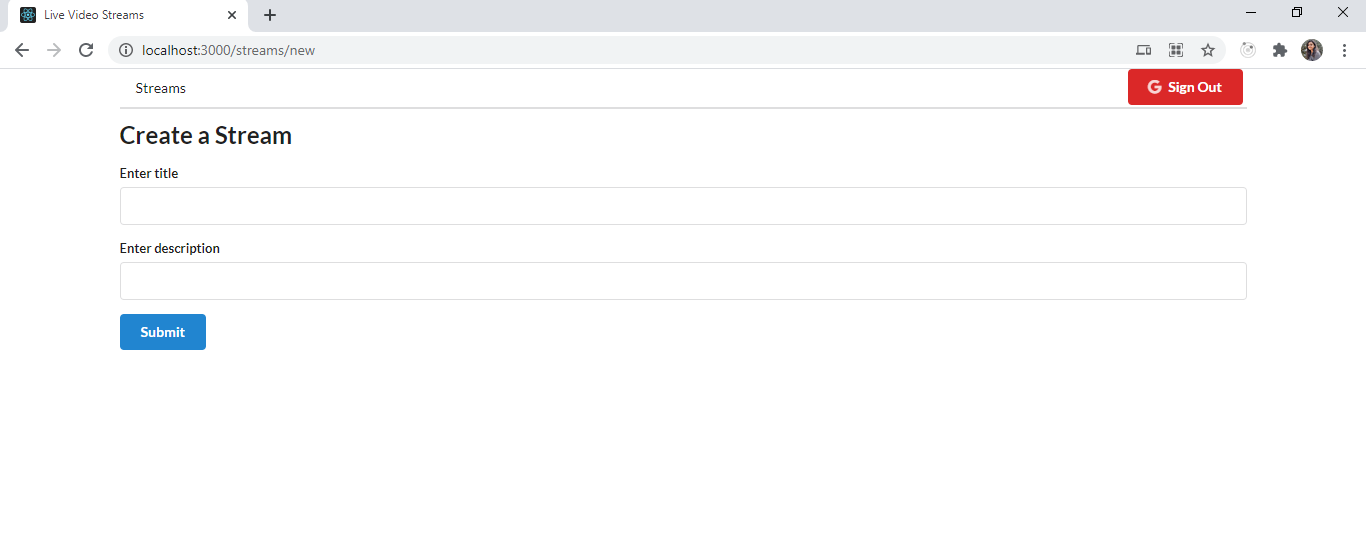 Live Video Streams
localhost:3000/streams/new
Streams
Sign Out
Create a Stream
Enter title
Enter description
Submit